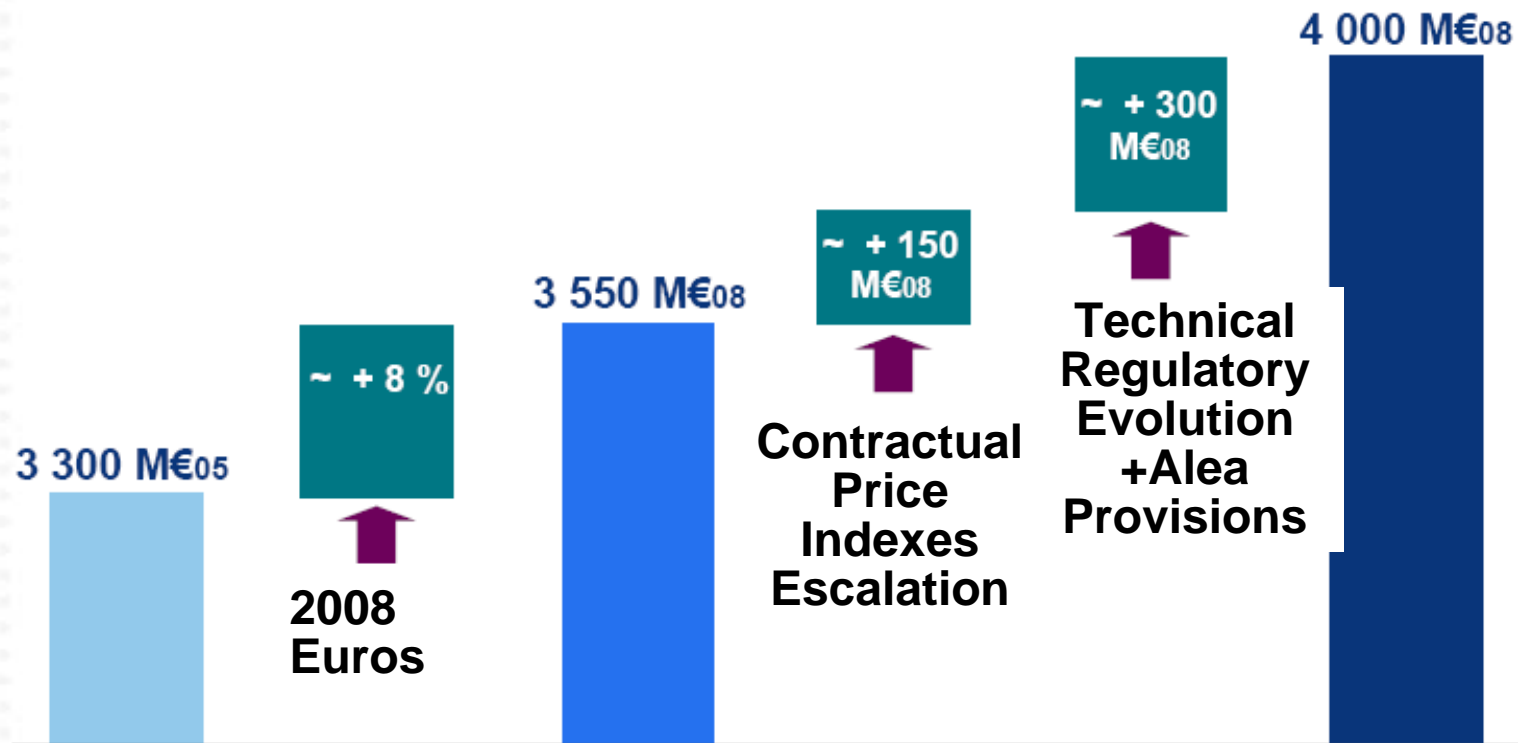 3 300 M€05
~ + 8 %
2008
Euros
3 550 M€08
~ + 150
M€08
Contractual
Price
Indexes
Escalation
~ + 300
M€08
Technical
Regulatory
Evolution
+Alea
Provisions
4 000 M€08